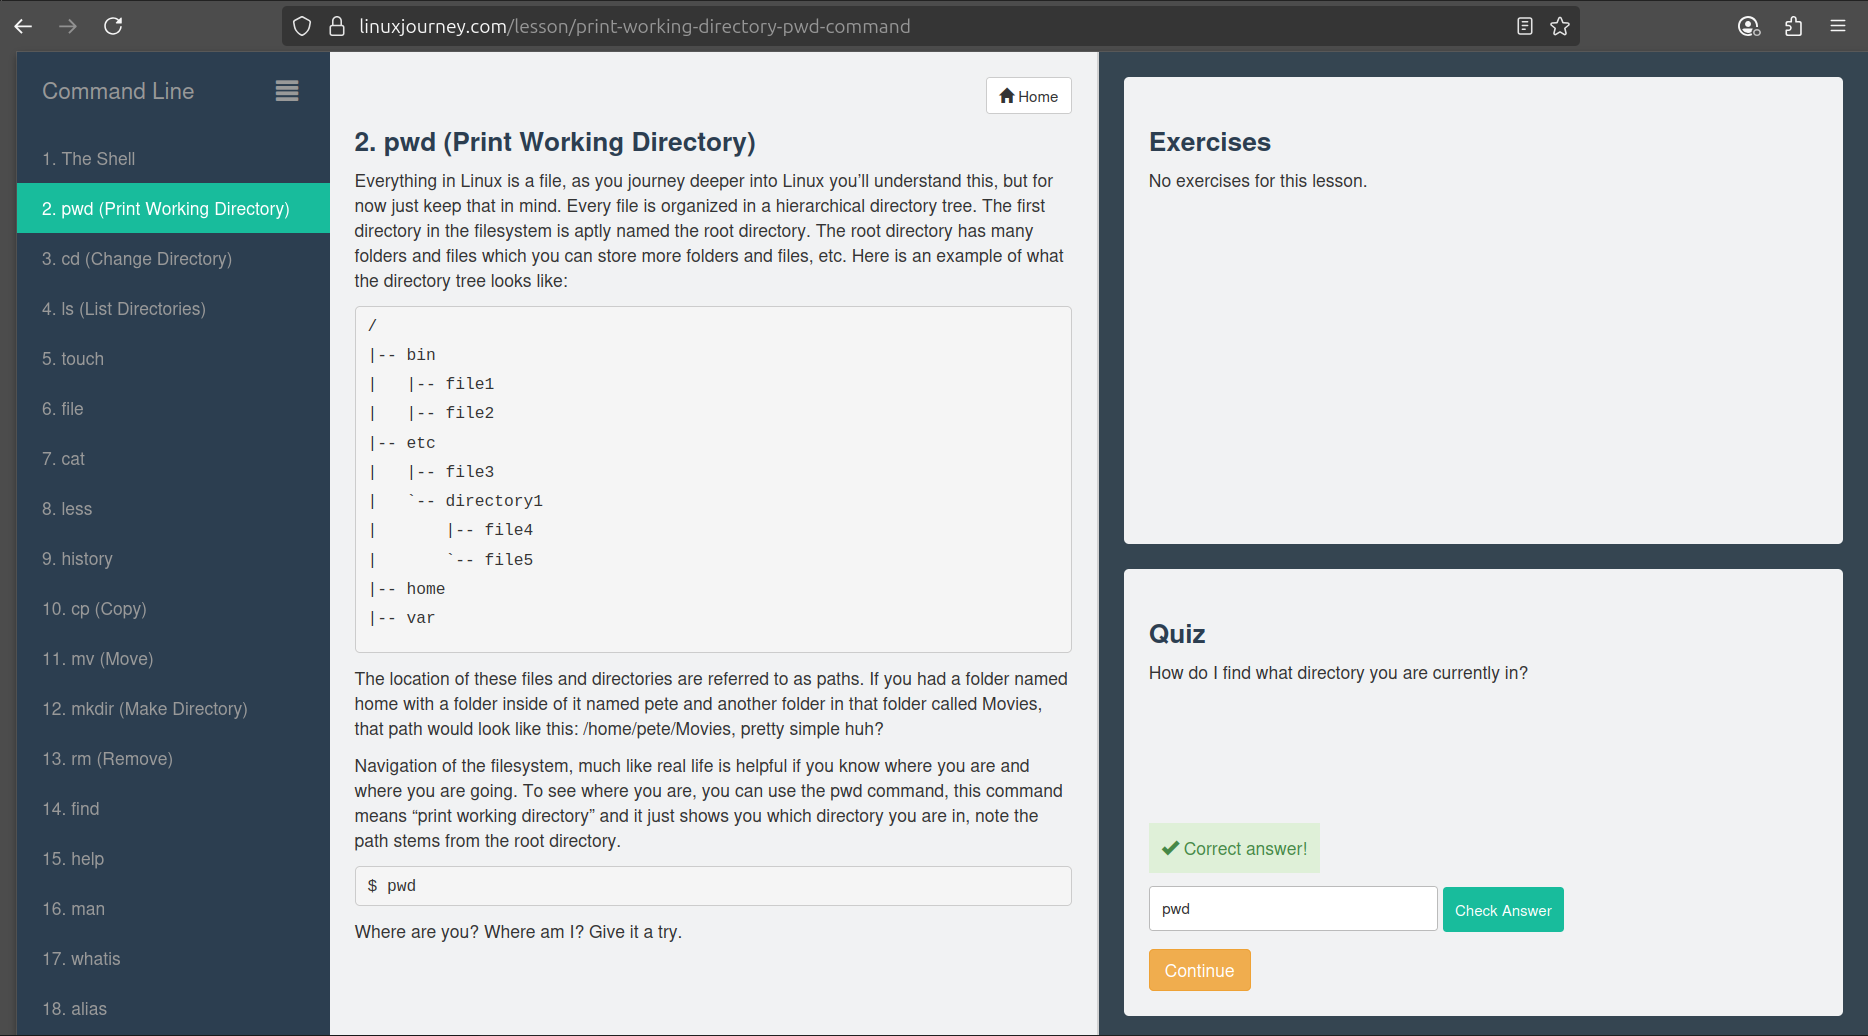 linuxjourney.com/lesson/print-working-directory-pwd-command
Command Line
1. The Shell
2. pwd (Print Working Directory)
3. cd (Change Directory)
4. ls (List Directories)
5. touch
6. file
7. cat
8. less
9. history
10. cp (Copy)
11. mv (Move)
12. mkdir (Make Directory)
13. rm (Remove)
14. find
15. help
16. man
17. whatis
18. alias
Home
2. pwd (Print Working Directory)
Everything in Linux is a file, as you journey deeper into Linux you’ll understand this, but for
now just keep that in mind. Every file is organized in a hierarchical directory tree. The first
directory in the filesystem is aptly named the root directory. The root directory has many
folders and files which you can store more folders and files, etc. Here is an example of what
the directory tree looks like:
/
|-- bin
|   |-- file1
|   |-- file2
|-- etc
|   |-- file3
|   `-- directory1
|       |-- file4
|       `-- file5
|-- home
|-- var
The location of these files and directories are referred to as paths. If you had a folder named
home with a folder inside of it named pete and another folder in that folder called Movies,
that path would look like this: /home/pete/Movies, pretty simple huh?
Navigation of the filesystem, much like real life is helpful if you know where you are and
where you are going. To see where you are, you can use the pwd command, this command
means “print working directory” and it just shows you which directory you are in, note the
path stems from the root directory.
$ pwd
Where are you? Where am I? Give it a try.
Exercises
No exercises for this lesson.
Quiz
How do I find what directory you are currently in?
Correct answer!
pwd
Check Answer
Continue